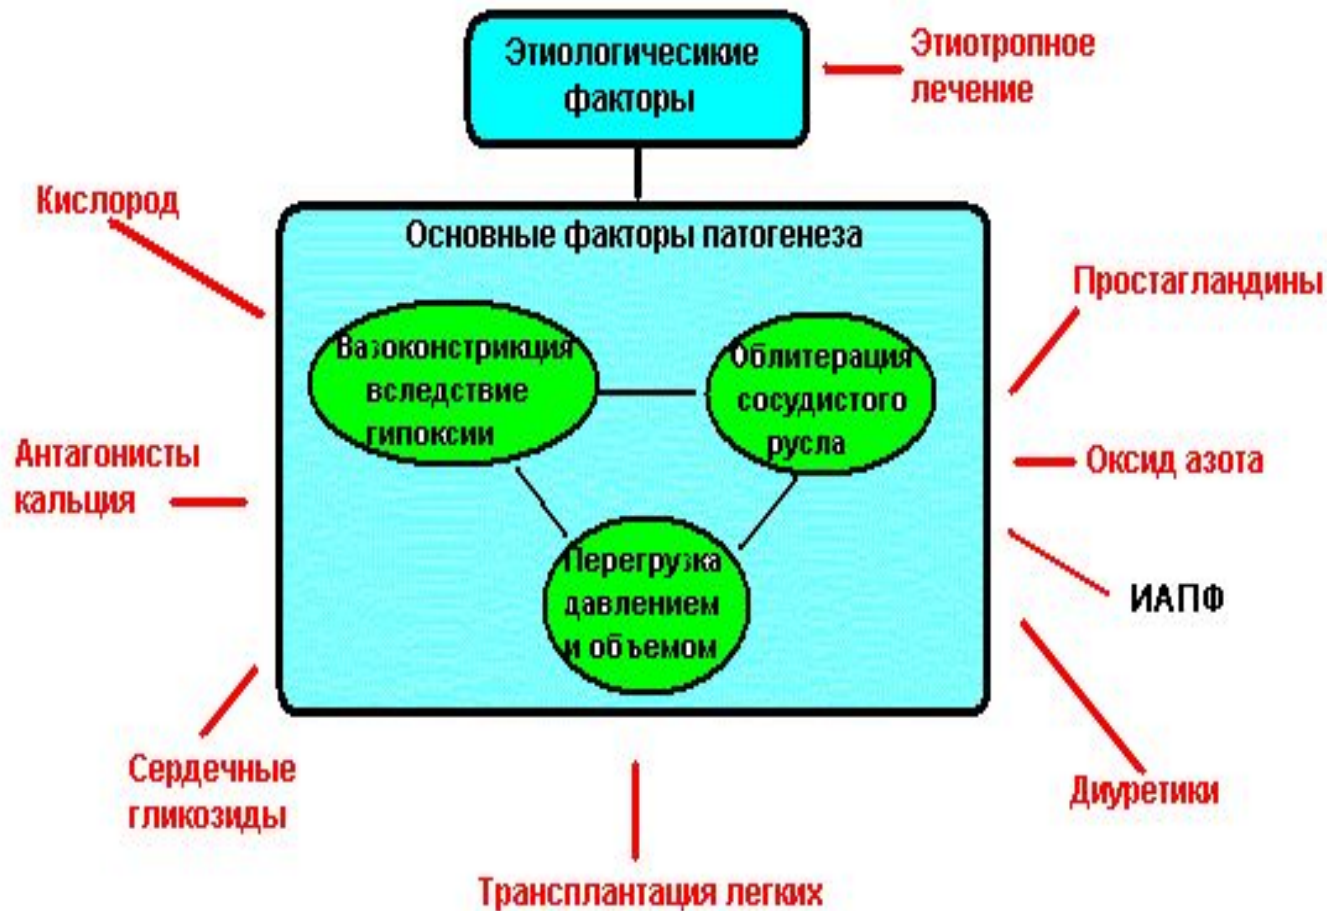 Этиологичесикие
факторы
Этиотропное
лечение
Кислород
Основные факторы патогенеза
Простагландины
Вазоконстрикция
вследствие
гипоксии
Облитерация
сосудистого
русла
Антагонисты
кальция
Оксид азота
Перегрузка
давлением
и объемом
ИАПФ
Сердечные
гликозиды
Диуретики
Трансплантация легких